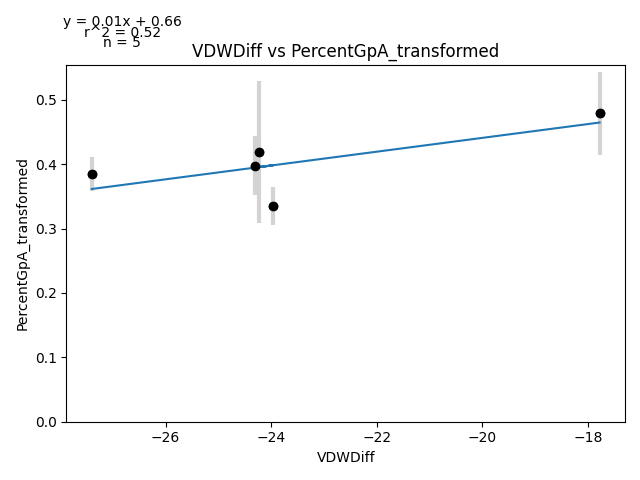 y = 0.01x + 0.66
r^2 = 0.52
n = 5
VDWDiff vs PercentGpA_transformed
PercentGpA_transformed
0.5
0.4
0.3
0.2
0.1
0.0
−26
−24
−22
−20
−18
VDWDiff